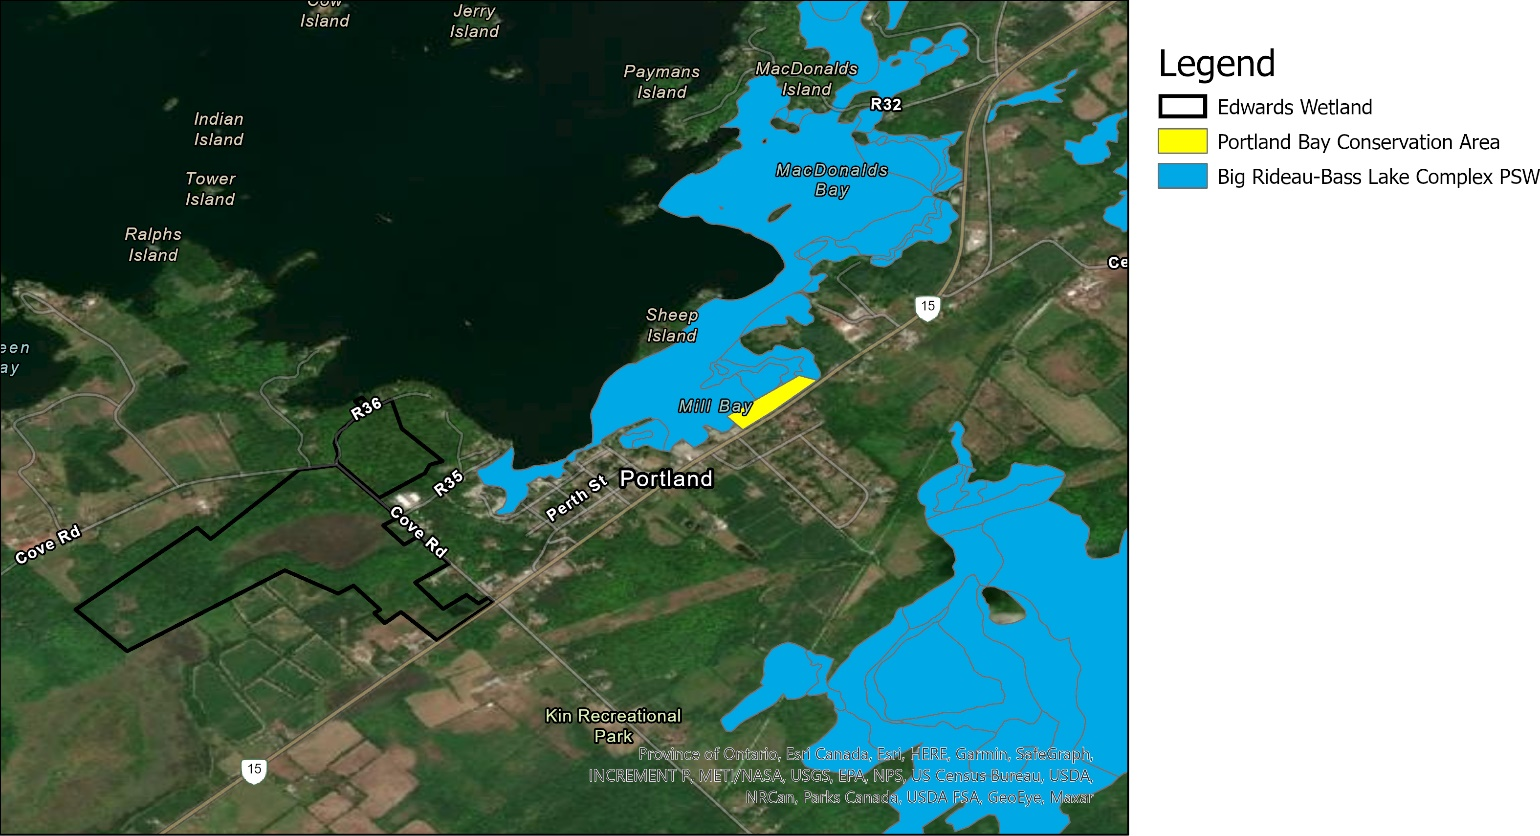 Cow
Island
Jerry
Island
Paymans
Island
MacDonalds
Island
R32
Indian
Island
MacDonalds
Bay
Tower
Island
Ralphs
Island
Ce
15
Sheep
Island
een
ay
R36
Mill Bay
R35
Portland
Perth St
Cove Rd
Cove Rd
Kin Recreational
Park
15
Province of Ontario, Esri Canada, Esri, HERE, Garmin, SafeGraph,
INCREMENT P, METI/NASA, USGS, EPA, NPS, US Census Bureau, USDA,
NRCan, Parks Canada, USDA FSA, GeoEye, Maxar
Legend
Edwards Wetland
Portland Bay Conservation Area
Big Rideau-Bass Lake Complex PSW